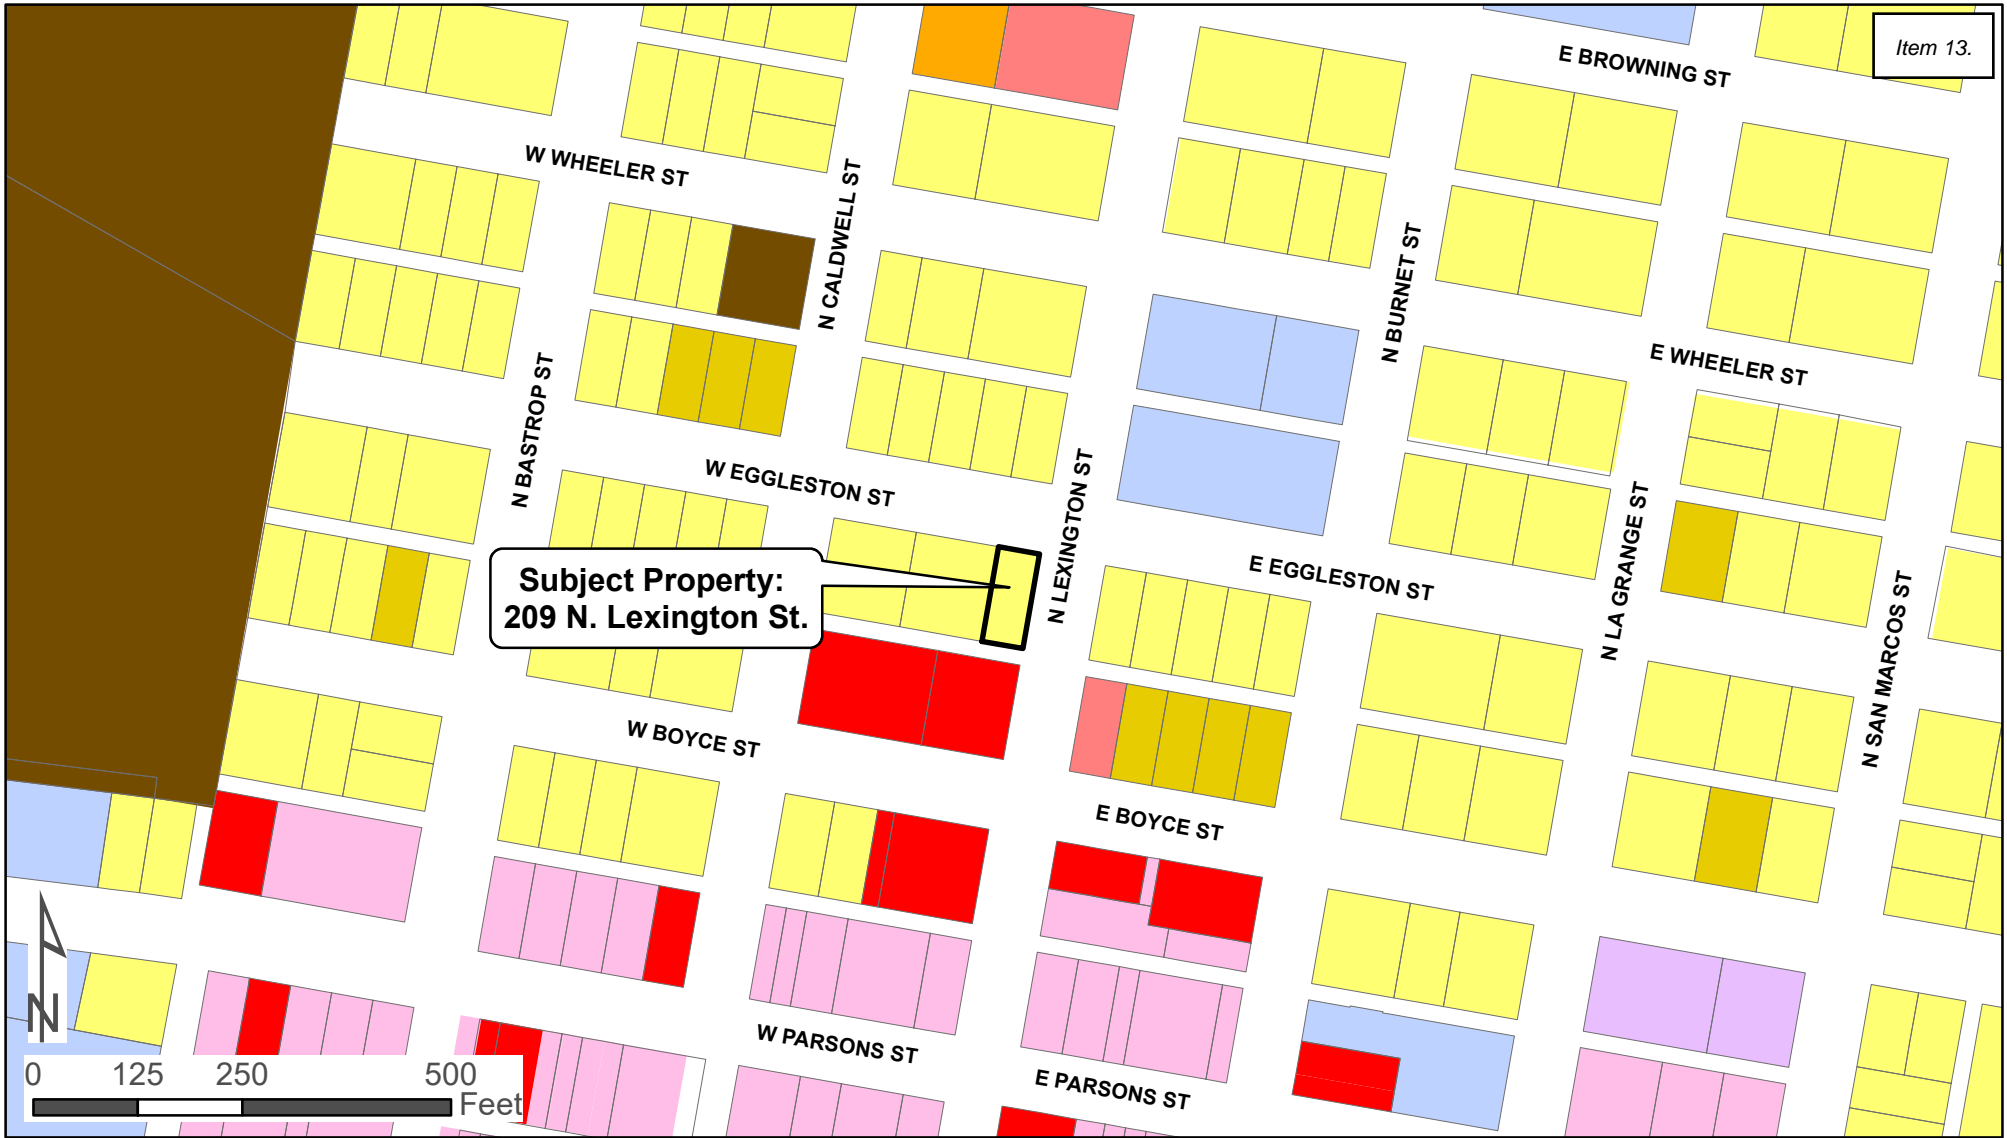 Item 13.
E BROWNING ST
W WHEELER ST
N CALDWELL ST
N BURNET ST
E WHEELER ST
N BASTROP ST
W EGGLESTON ST
N LEXINGTON ST
E EGGLESTON ST
N LA GRANGE ST
N SAN MARCOS ST
Subject Property:
209 N. Lexington St.
W BOYCE ST
E BOYCE ST
W PARSONS ST
E PARSONS ST
N
0 125 250 500
Feet